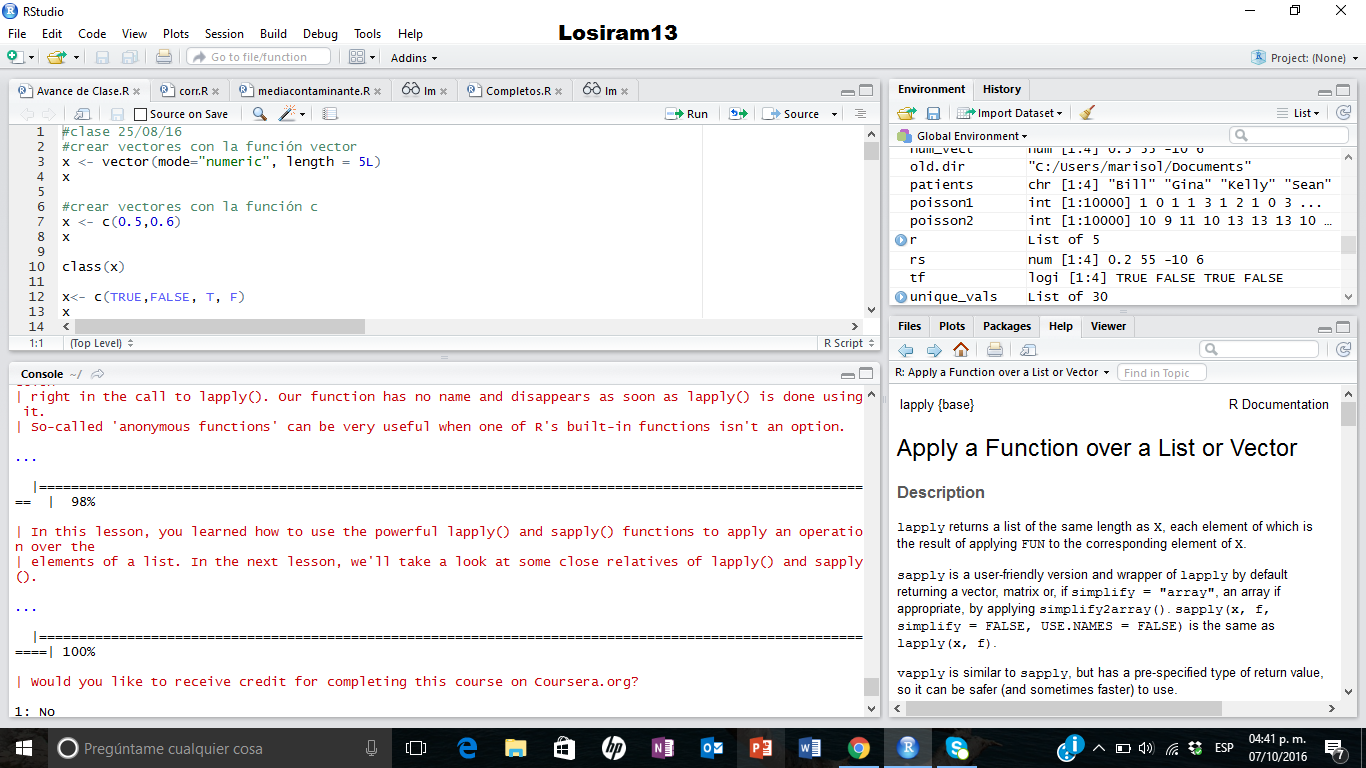 RStudio
Losiram13
File Edit Code View Plots Session Build Debug Tools Help
Go to file/function
Addins
Project: (None)
Avance de Clase.R
corr.R
mediacontaminante.R
lm
Completos.R
lm
Source on Save
Run
Source
1 #clase 25/08/16
2 #crear vectores con la función vector
3 x <- vector(mode="numeric", length = 5L)
4 x
5
6 #crear vectores con la función c
7 x <- c(0.5,0.6)
8 x
9
10 class(x)
11
12 x<- c(TRUE,FALSE, T, F)
13 x
14
1:1 (Top Level) R Script
Console ~/
| right in the call to lapply(). Our function has no name and disappears as soon as lapply() is done using
it.
| So-called 'anonymous functions' can be very useful when one of R's built-in functions isn't an option.
...
|=======================================================================================================
== | 98%
| In this lesson, you learned how to use the powerful lapply() and sapply() functions to apply an operatio
n over the
| elements of a list. In the next lesson, we'll take a look at some close relatives of lapply() and sapply
().
...
|=======================================================================================================
====| 100%
| Would you like to receive credit for completing this course on Coursera.org?
1: No
Environment History
Import Dataset
List
Global Environment
num_vect num [1:4] 0.5 55 -10 6
old.dir "C:/Users/marisol/Documents"
patients chr [1:4] "Bill" "Gina" "Kelly" "Sean"
poisson1 int [1:10000] 1 0 1 1 3 1 2 1 0 3 ...
poisson2 int [1:10000] 10 9 11 10 13 13 13 10 …
r List of 5
rs num [1:4] 0.2 55 -10 6
tf logi [1:4] TRUE FALSE TRUE FALSE
unique_vals List of 30
Files Plots Packages Help Viewer
R: Apply a Function over a List or Vector
Find in Topic
lapply {base} R Documentation
Apply a Function over a List or Vector
Description
lapply returns a list of the same length as X, each element of which is
the result of applying FUN to the corresponding element of X.
sapply is a user-friendly version and wrapper of lapply by default
returning a vector, matrix or, if simplify = "array", an array if
appropriate, by applying simplify2array(). sapply(x, f,
simplify = FALSE, USE.NAMES = FALSE) is the same as
lapply(x, f).
vapply is similar to sapply, but has a pre-specified type of return value,
so it can be safer (and sometimes faster) to use.
Pregúntame cualquier cosa
ESP
04:41 p. m.
07/10/2016
7